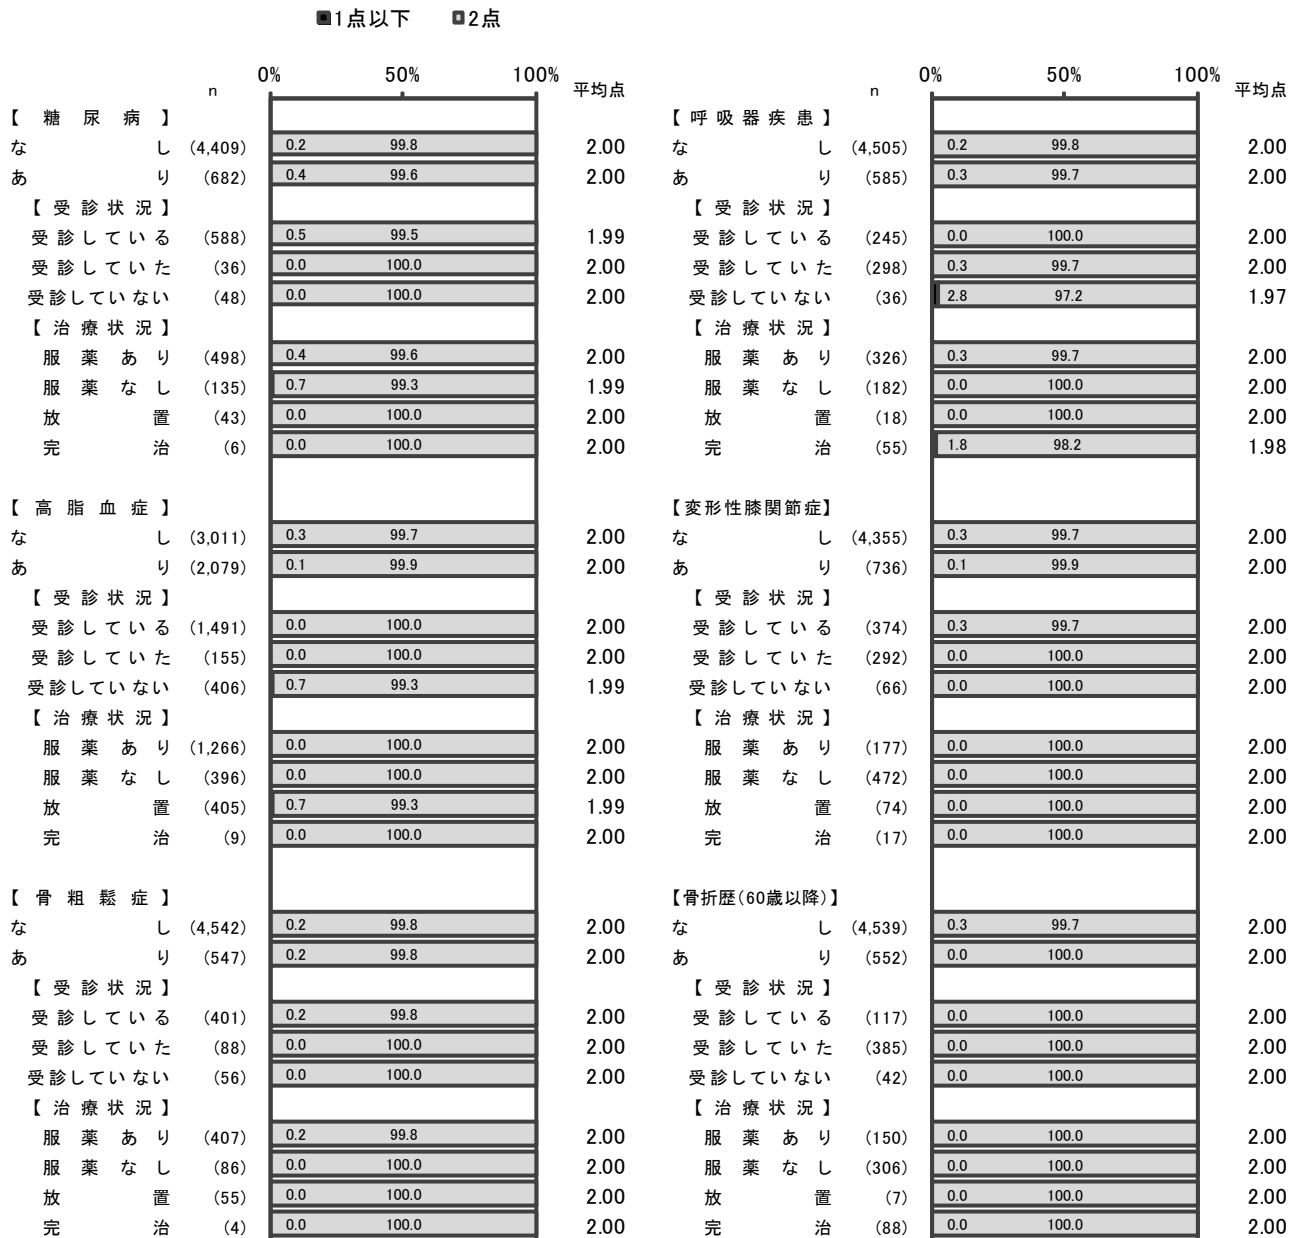 ■1点以下 □2点
0% 50% 100%
n 平均点
【 糖 尿 病 】
な し (4,409) 0.2 99.8 2.00
あ り (682) 0.4 99.6 2.00
【 受 診 状 況 】
受 診 し て い る (588) 0.5 99.5 1.99
受 診 し て い た (36) 0.0 100.0 2.00
受診していない (48) 0.0 100.0 2.00
【 治 療 状 況 】
服 薬 あ り (498) 0.4 99.6 2.00
服 薬 な し (135) 0.7 99.3 1.99
放 置 (43) 0.0 100.0 2.00
完 治 (6) 0.0 100.0 2.00
【 高 脂 血 症 】
な し (3,011) 0.3 99.7 2.00
あ り (2,079) 0.1 99.9 2.00
【 受 診 状 況 】
受 診 し て い る (1,491) 0.0 100.0 2.00
受 診 し て い た (155) 0.0 100.0 2.00
受診していない (406) 0.7 99.3 1.99
【 治 療 状 況 】
服 薬 あ り (1,266) 0.0 100.0 2.00
服 薬 な し (396) 0.0 100.0 2.00
放 置 (405) 0.7 99.3 1.99
完 治 (9) 0.0 100.0 2.00
【 骨 粗 鬆 症 】
な し (4,542) 0.2 99.8 2.00
あ り (547) 0.2 99.8 2.00
【 受 診 状 況 】
受 診 し て い る (401) 0.2 99.8 2.00
受 診 し て い た (88) 0.0 100.0 2.00
受診していない (56) 0.0 100.0 2.00
【 治 療 状 況 】
服 薬 あ り (407) 0.2 99.8 2.00
服 薬 な し (86) 0.0 100.0 2.00
放 置 (55) 0.0 100.0 2.00
完 治 (4) 0.0 100.0 2.00
0% 50% 100%
n 平均点
【 呼 吸 器 疾 患 】
な し (4,505) 0.2 99.8 2.00
あ り (585) 0.3 99.7 2.00
【 受 診 状 況 】
受 診 し て い る (245) 0.0 100.0 2.00
受 診 し て い た (298) 0.3 99.7 2.00
受診していない (36) 2.8 97.2 1.97
【 治 療 状 況 】
服 薬 あ り (326) 0.3 99.7 2.00
服 薬 な し (182) 0.0 100.0 2.00
放 置 (18) 0.0 100.0 2.00
完 治 (55) 1.8 98.2 1.98
【変形性膝関節症】
な し (4,355) 0.3 99.7 2.00
あ り (736) 0.1 99.9 2.00
【 受 診 状 況 】
受 診 し て い る (374) 0.3 99.7 2.00
受 診 し て い た (292) 0.0 100.0 2.00
受診していない (66) 0.0 100.0 2.00
【 治 療 状 況 】
服 薬 あ り (177) 0.0 100.0 2.00
服 薬 な し (472) 0.0 100.0 2.00
放 置 (74) 0.0 100.0 2.00
完 治 (17) 0.0 100.0 2.00
【骨折歴(60歳以降)】
な し (4,539) 0.3 99.7 2.00
あ り (552) 0.0 100.0 2.00
【 受 診 状 況 】
受 診 し て い る (117) 0.0 100.0 2.00
受 診 し て い た (385) 0.0 100.0 2.00
受診していない (42) 0.0 100.0 2.00
【 治 療 状 況 】
服 薬 あ り (150) 0.0 100.0 2.00
服 薬 な し (306) 0.0 100.0 2.00
放 置 (7) 0.0 100.0 2.00
完 治 (88) 0.0 100.0 2.00